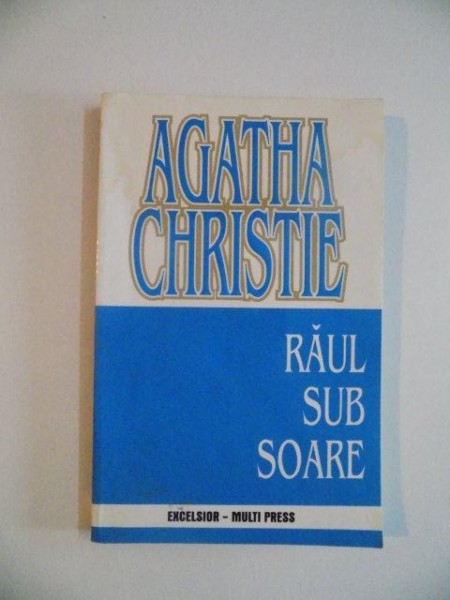 AGATHA
CHRISTIE
RĂUL
SUB
SOARE
EXCELSIOR – MULTI PRESS